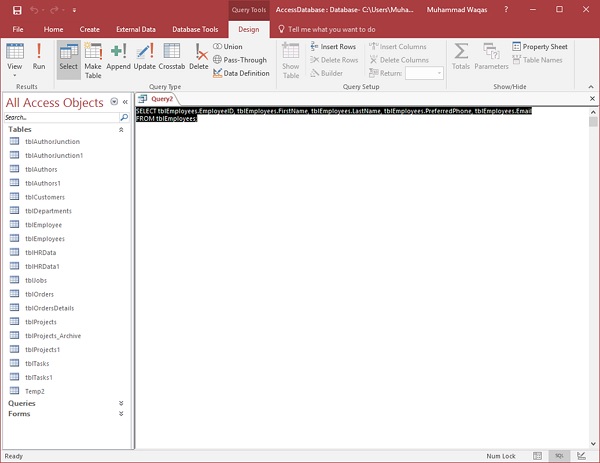 Query Tools
AccessDatabase : Database- C:\Users\Muha...
Muhammad Waqas
?
File
Home
Create
External Data
Database Tools
Design
Tell me what you want to do
View
Run
Select
Make
Table
Append
Update
Crosstab
Delete
Union
Pass-Through
Data Definition
Show
Table
Insert Rows
Delete Rows
Builder
Insert Columns
Delete Columns
Return:
Totals
Parameters
Property Sheet
Table Names
Results
Query Type
Query Setup
Show/Hide
All Access Objects
Search...
Tables
tblAuthorJunction
tblAuthorJunction1
tblAuthors
tblAuthors1
tblCustomers
tblDepartments
tblEmployee
tblEmployees
tblHRData
tblHRData1
tblJobs
tblOrders
tblOrdersDetails
tblProjects
tblProjects_Archive
tblProjects1
tblTasks
tblTasks1
Temp2
Queries
Forms
Query2
SELECT tblEmployees.EmployeeID, tblEmployees.FirstName, tblEmployees.LastName, tblEmployees.PreferredPhone, tblEmployees.Email
FROM tblEmployees;
Ready
Num Lock
SQL